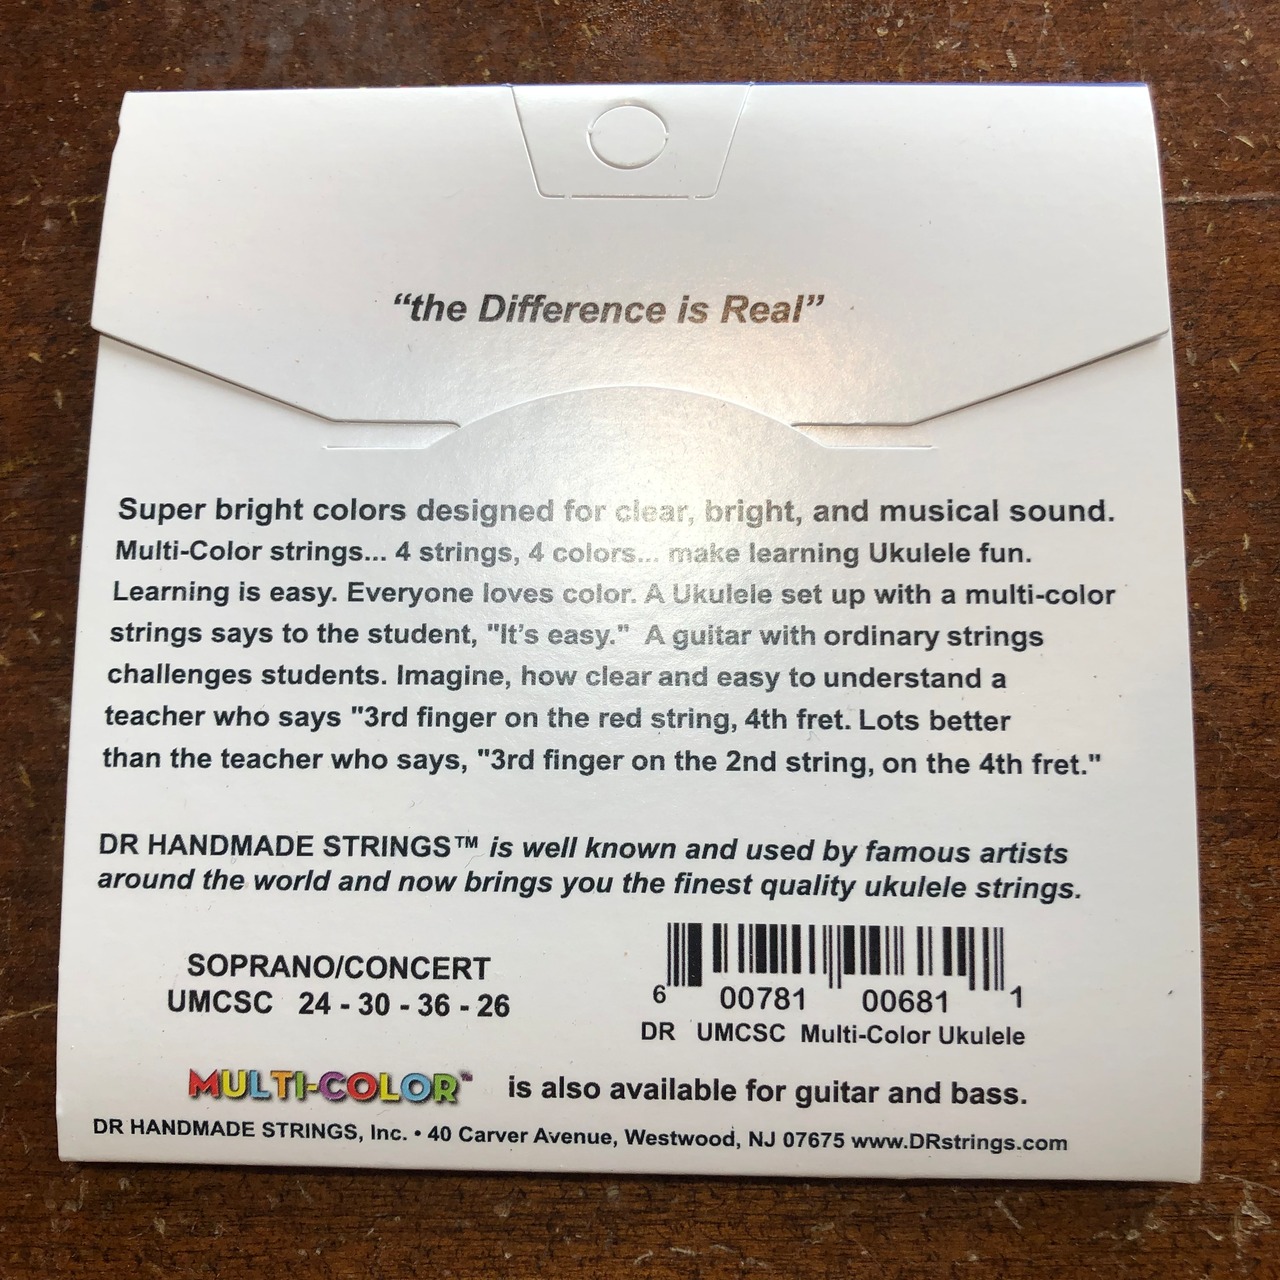 “the Difference is Real”
Super bright colors designed for clear, bright, and musical sound.
Multi-Color strings... 4 strings, 4 colors... make learning Ukulele fun.
Learning is easy. Everyone loves color. A Ukulele set up with a multi-color
strings says to the student, "It’s easy." A guitar with ordinary strings
challenges students. Imagine, how clear and easy to understand a
teacher who says "3rd finger on the red string, 4th fret. Lots better
than the teacher who says, "3rd finger on the 2nd string, on the 4th fret."
DR HANDMADE STRINGS™ is well known and used by famous artists
around the world and now brings you the finest quality ukulele strings.
SOPRANO/CONCERT
UMCSC 24 - 30 - 36 - 26
6 00781 00681 1
DR UMCSC Multi-Color Ukulele
MULTI-COLOR™ is also available for guitar and bass.
DR HANDMADE STRINGS, Inc. • 40 Carver Avenue, Westwood, NJ 07675 www.DRstrings.com